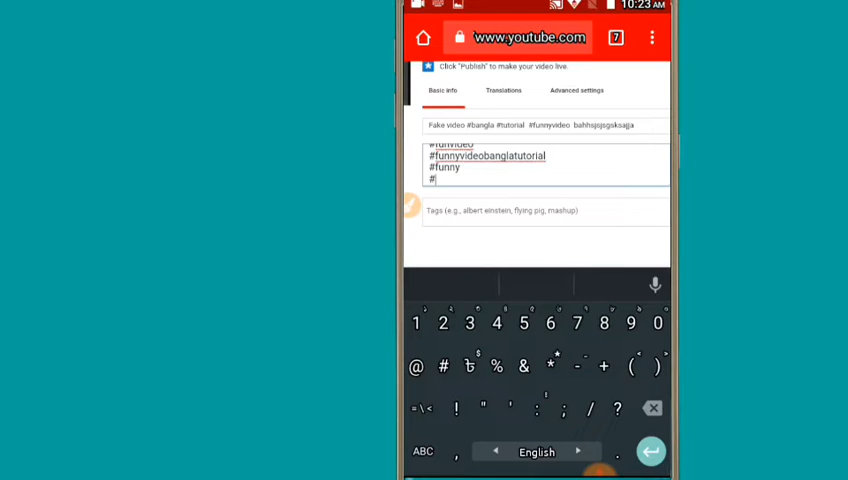 10:23 AM
www.youtube.com
7
Click "Publish" to make your video live.
Basic info Translations Advanced settings
Fake video #bangla #tutorial #funnyvideo bahhsjsjsgsksajja
#funvideo
#funnyvideobanglatutorial
#funny
#
Tags (e.g., albert einstein, flying pig, mashup)
1 2 3 4 5 6 7 8 9 0
@ # ৳ % & * - + ( )
=\< ! " ' : ; / ?
ABC , English .